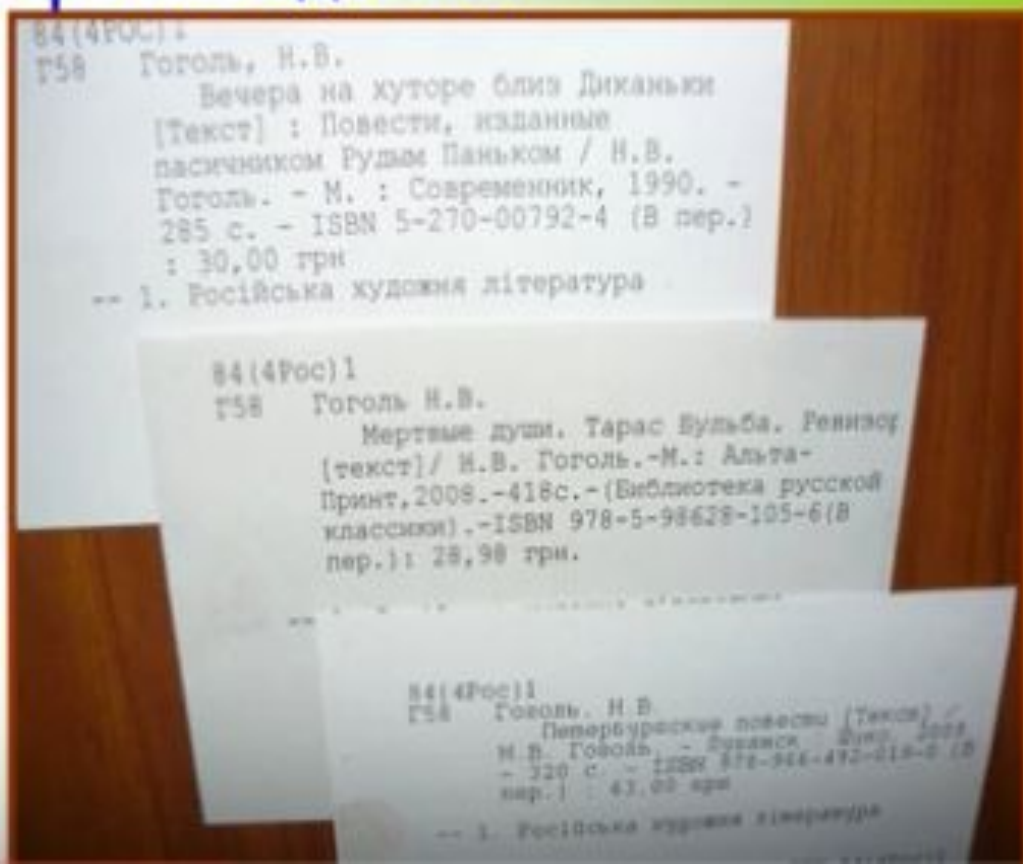 84(4РОС)1
Г58 Гоголь, Н.В.
Вечера на хуторе близ Диканьки
[Текст] : Повести, изданные
пасичником Рудым Паньком / Н.В.
Гоголь. - М. : Современник, 1990. -
285 с. - ISBN 5-270-00792-4 (В пер.)
: 30,00 грн
-- 1. Російська художня література
84(4Рос)1
Г58 Гоголь Н.В.
Мертвые души. Тарас Бульба. Ревизор
[текст]/ Н.В. Гоголь.-М.: Альта-
Принт,2008.-418с.-(Библиотека русской
классики).-ISBN 978-5-98628-105-6(В
пер.): 28,98 грн.
--
84(4Рос)1
Г58 Гоголь, Н.В.
Петербургские повести [Текст] /
Н.В. Гоголь. -
- 320 с. - ISBN (В
пер.) : 63.00 грн
-- 1. Російська художня література